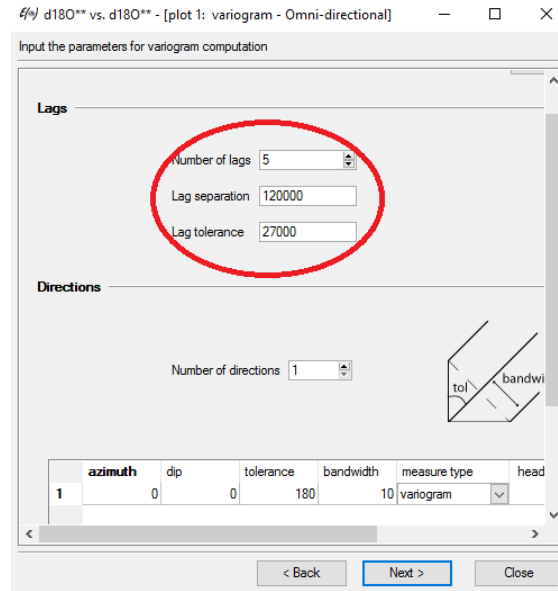 E(m) d18O** vs. d18O** - [plot 1: variogram - Omni-directional]
Input the parameters for variogram computation
Lags
Number of lags 5
Lag separation 120000
Lag tolerance 27000
Directions
Number of directions 1
tol
bandwi
azimuth dip tolerance bandwidth measure type head
1 0 0 180 10 variogram
< Back Next > Close